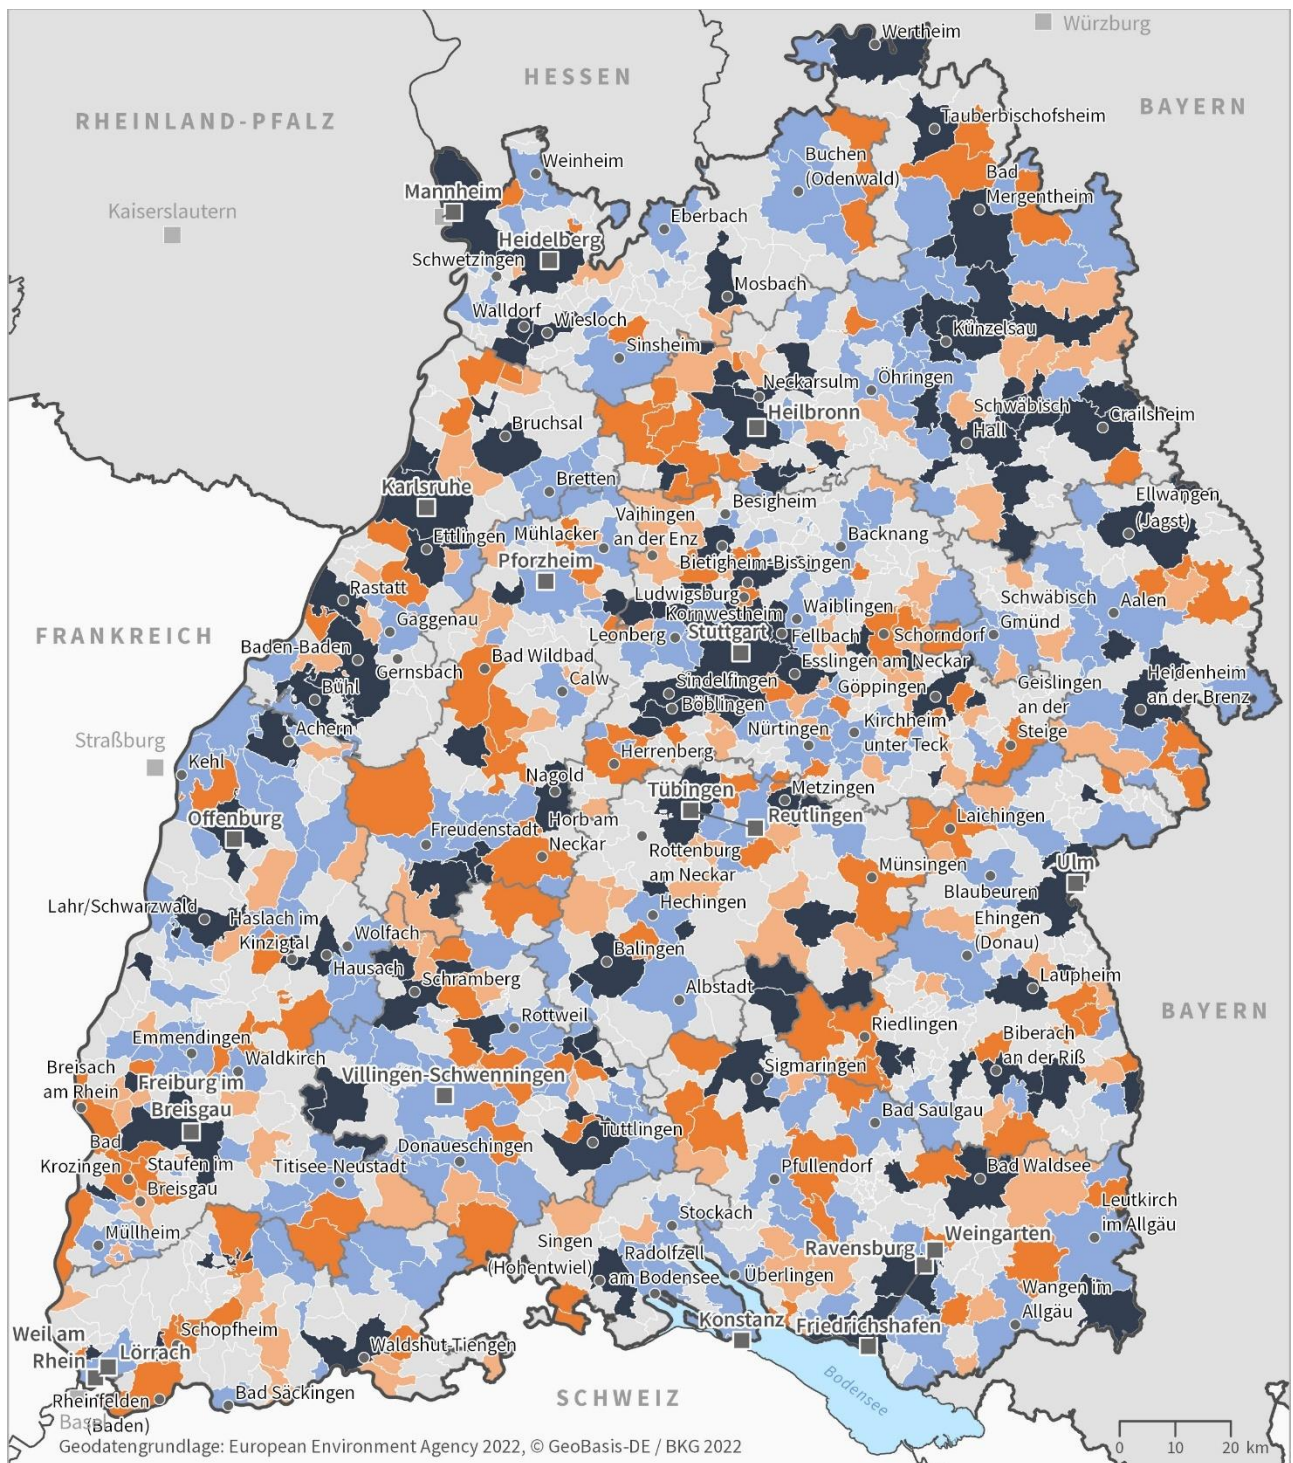 Würzburg
Wertheim
HESSEN
BAYERN
RHEINLAND-PFALZ
Tauberbischofsheim
Weinheim
Buchen
(Odenwald)
Bad
Mergentheim
Mannheim
Kaiserslautern
Eberbach
Heidelberg
Schwetzingen
Mosbach
Walldorf
Wiesloch
Künzelsau
Sinsheim
Neckarsulm
Öhringen
Heilbronn
Schwäbisch
Hall
Crailsheim
Bruchsal
Bretten
Karlsruhe
Besigheim
Ellwangen
(Jagst)
Vaihingen
an der Enz
Mühlacker
Ettlingen
Backnang
Pforzheim
Bietigheim-Bissingen
Rastatt
Ludwigsburg
Kornwestheim
Waiblingen
Schwäbisch
Gmünd
Aalen
Gaggenau
FRANKREICH
Leonberg
Stuttgart
Fellbach
Schorndorf
Baden-Baden
Gernsbach
Bad Wildbad
Esslingen am Neckar
Heidenheim
an der Brenz
Bühl
Calw
Sindelfingen
Böblingen
Göppingen
Geislingen
an der
Steige
Achern
Straßburg
Nürtingen
Kirchheim
unter Teck
Kehl
Herrenberg
Nagold
Tübingen
Metzingen
Offenburg
Horb am
Neckar
Reutlingen
Laichingen
Freudenstadt
Rottenburg
am Neckar
Münsingen
Ulm
Blaubeuren
Lahr/Schwarzwald
Haslach im
Kinzigtal
Hechingen
Ehingen
(Donau)
Wolfach
Hausach
Balingen
Schramberg
Albstadt
Laupheim
BAYERN
Rottweil
Riedlingen
Emmendingen
Biberach
an der Riß
Waldkirch
Breisach
am Rhein
Villingen-Schwenningen
Sigmaringen
Freiburg im
Breisgau
Bad Saulgau
Bad
Krozingen
Tuttlingen
Donaueschingen
Staufen im
Breisgau
Titisee-Neustadt
Pfullendorf
Bad Waldsee
Leutkirch
im Allgäu
Stockach
Müllheim
Singen
(Hohentwiel)
Radolfzell
am Bodensee
Weingarten
Ravensburg
Überlingen
Wangen im
Allgäu
Konstanz
Friedrichshafen
Schopfheim
Weil am
Rhein
Lörrach
Waldshut-Tiengen
Bodensee
Rheinfelden
(Baden)
Bad Säckingen
SCHWEIZ
Basel
Geodatengrundlage: European Environment Agency 2022, © GeoBasis-DE / BKG 2022
0 10 20 km